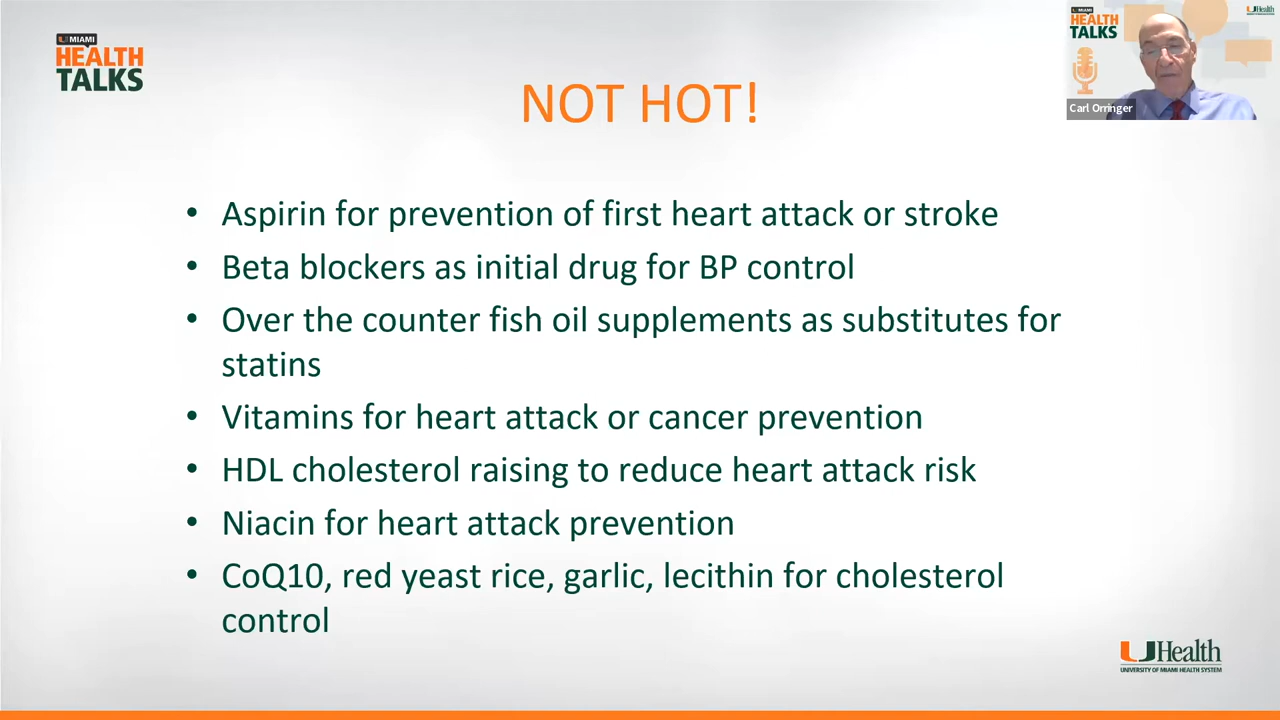 U MIAMI
HEALTH
TALKS
NOT HOT!
• Aspirin for prevention of first heart attack or stroke
• Beta blockers as initial drug for BP control
• Over the counter fish oil supplements as substitutes for
statins
• Vitamins for heart attack or cancer prevention
• HDL cholesterol raising to reduce heart attack risk
• Niacin for heart attack prevention
• CoQ10, red yeast rice, garlic, lecithin for cholesterol
control
U MIAMI
HEALTH
TALKS
UHealth
Carl Orringer
UHealth
UNIVERSITY OF MIAMI HEALTH SYSTEM